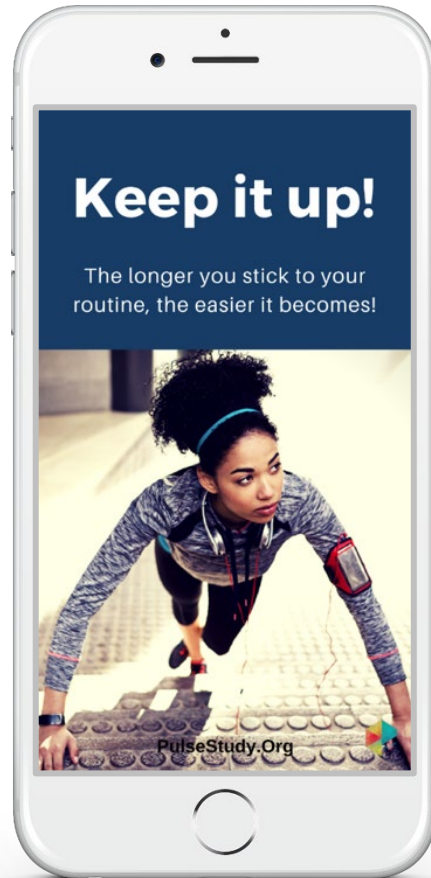 Keep it up!
The longer you stick to your
routine, the easier it becomes!
PulseStudy.Org